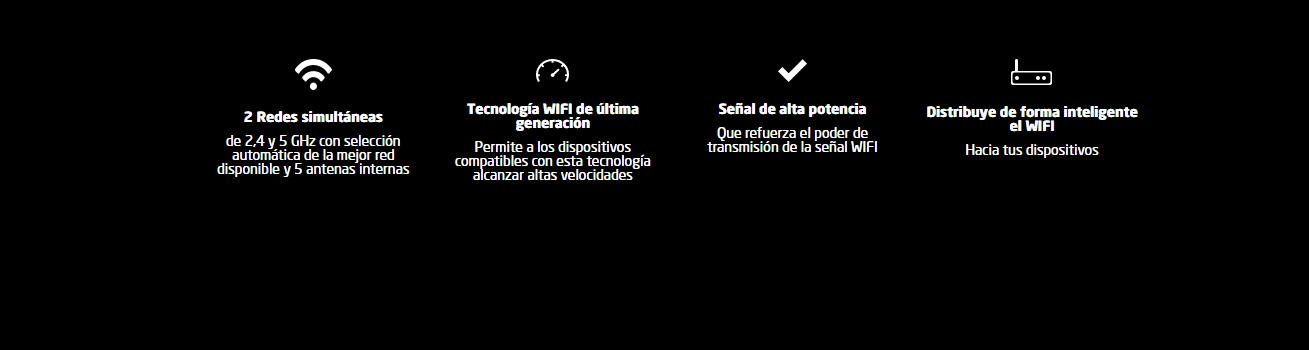 2 Redes simultáneas
de 2,4 y 5 GHz con selección
automática de la mejor red
disponible y 5 antenas internas
Tecnología WIFI de última
generación
Permite a los dispositivos
compatibles con esta tecnología
alcanzar altas velocidades
Señal de alta potencia
Que refuerza el poder de
transmisión de la señal WIFI
Distribuye de forma inteligente
el WIFI
Hacia tus dispositivos